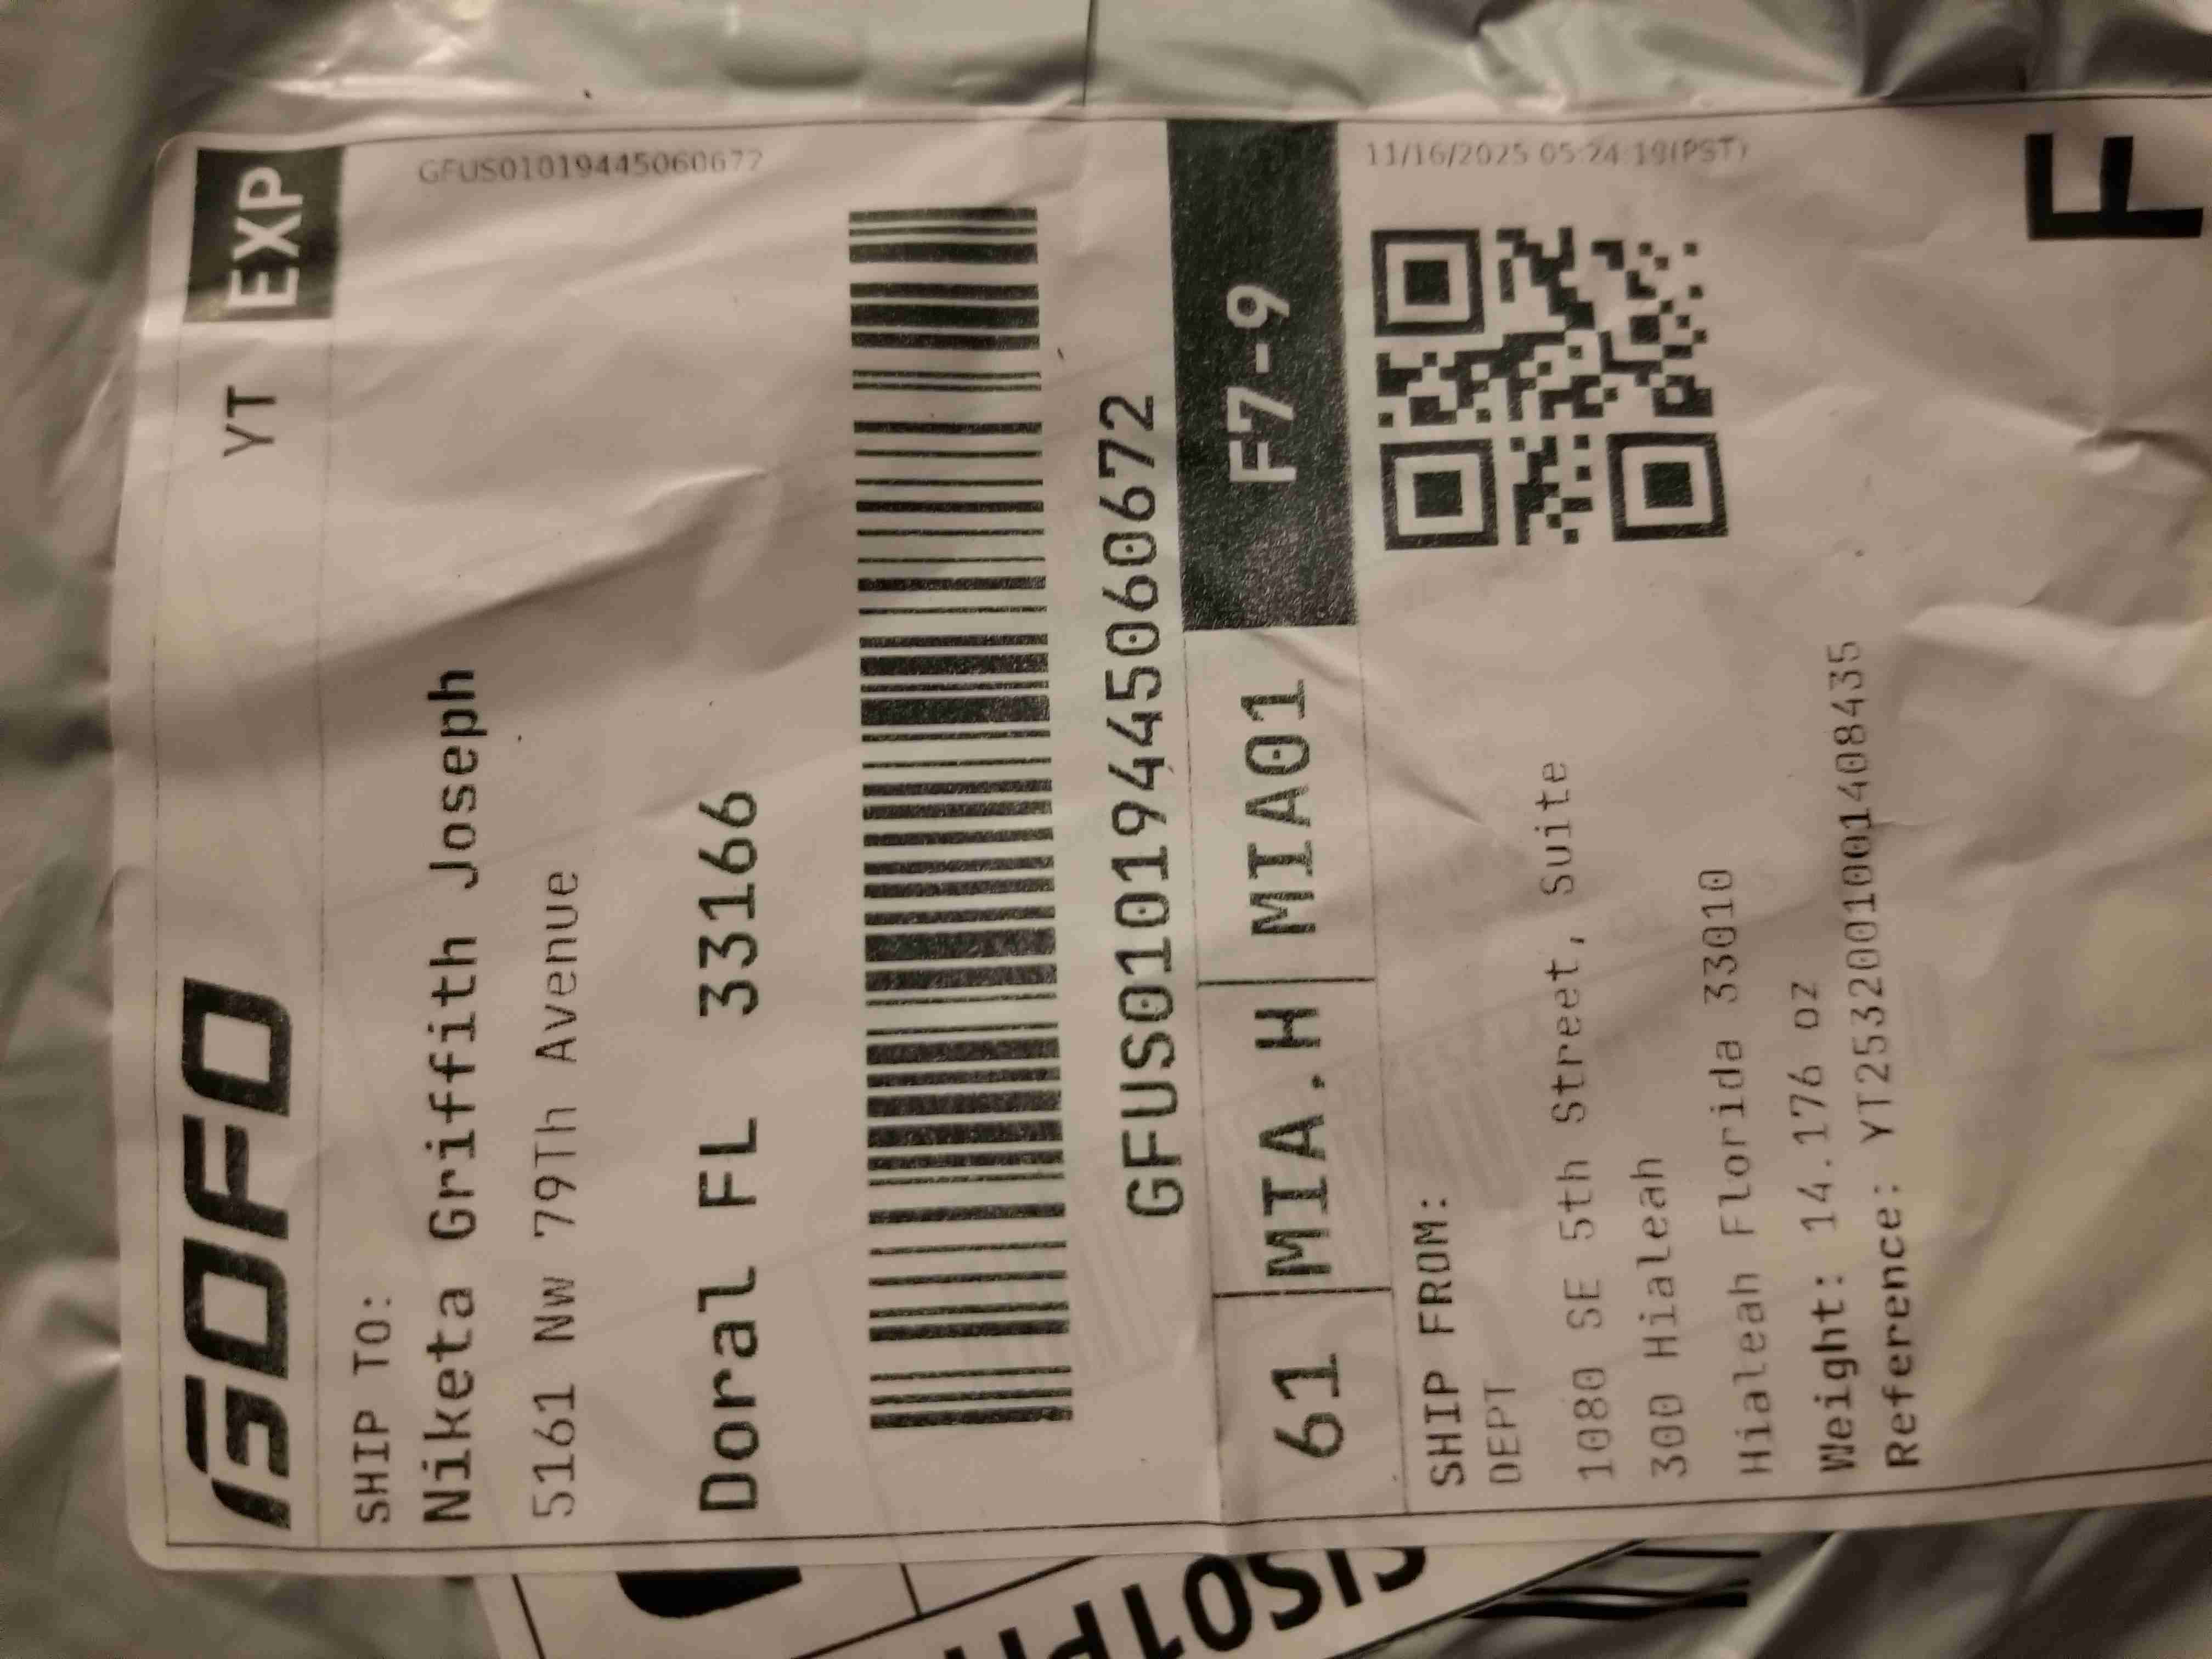 GOFO
YT EXP
GFUS01019445060672
SHIP TO:
Niketa Griffith Joseph
5161 Nw 79Th Avenue
Doral FL 33166
GFUS01019445060672
61 MIA.H MIA01 F7-9
11/16/2025 05:24:19(PST)
SHIP FROM:
DEPT
1080 SE 5th Street, Suite
300 Hialeah
Hialeah Florida 33010
Weight: 14.176 oz
Reference: YT2532001001408435
F